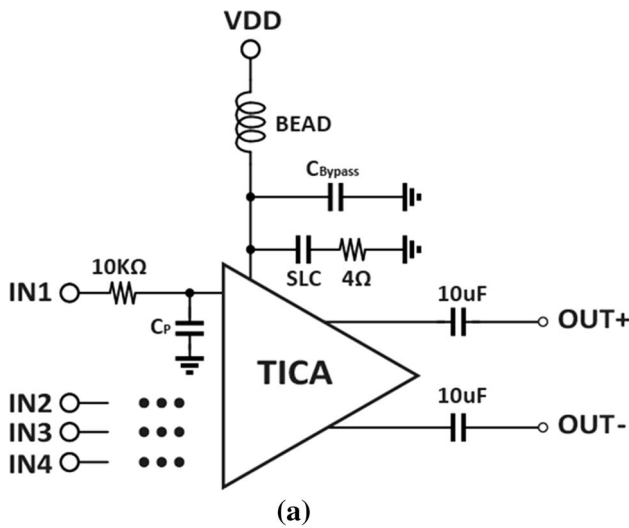 VDD
BEAD
CBypass
10KΩ
SLC
4Ω
IN1
CP
10uF
OUT+
TICA
10uF
IN2
IN3
OUT-
IN4
(a)